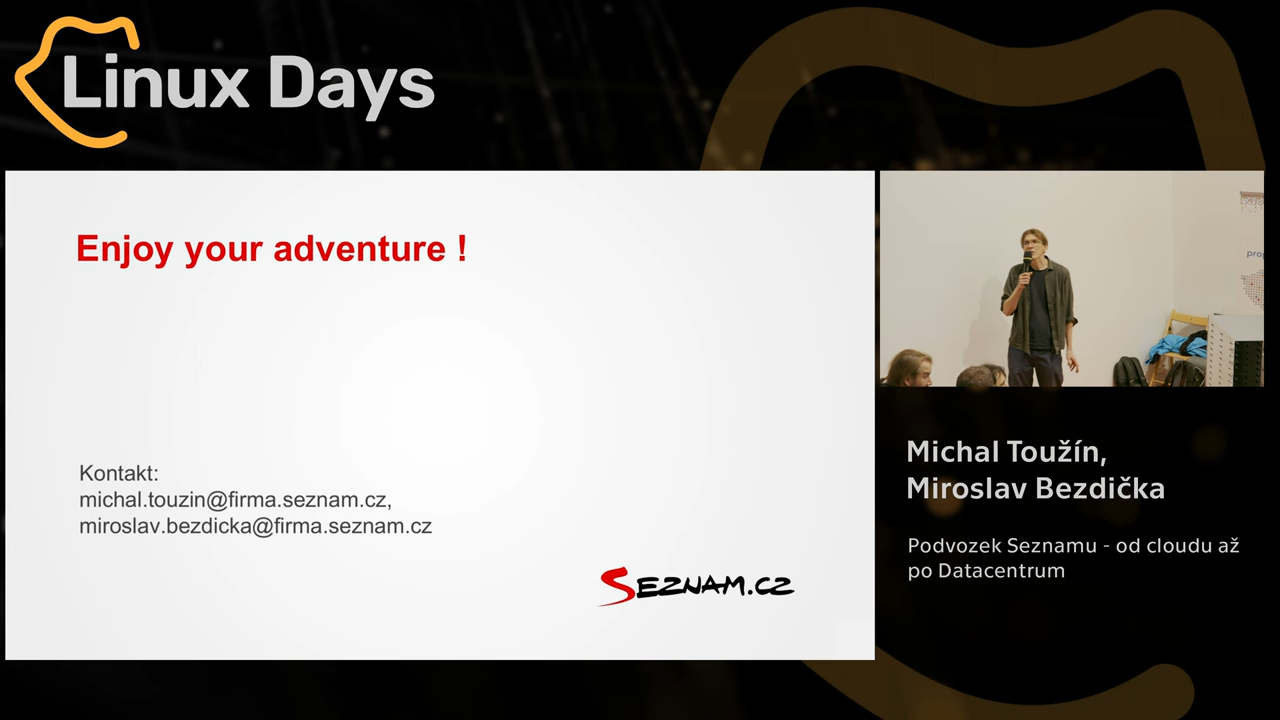 Linux Days
Enjoy your adventure !
Kontakt:
michal.touzin@firma.seznam.cz,
miroslav.bezdicka@firma.seznam.cz
SEZNAM.CZ
Michal Toužín,
Miroslav Bezdička
Podvozek Seznamu - od cloudu až
po Datacentrum